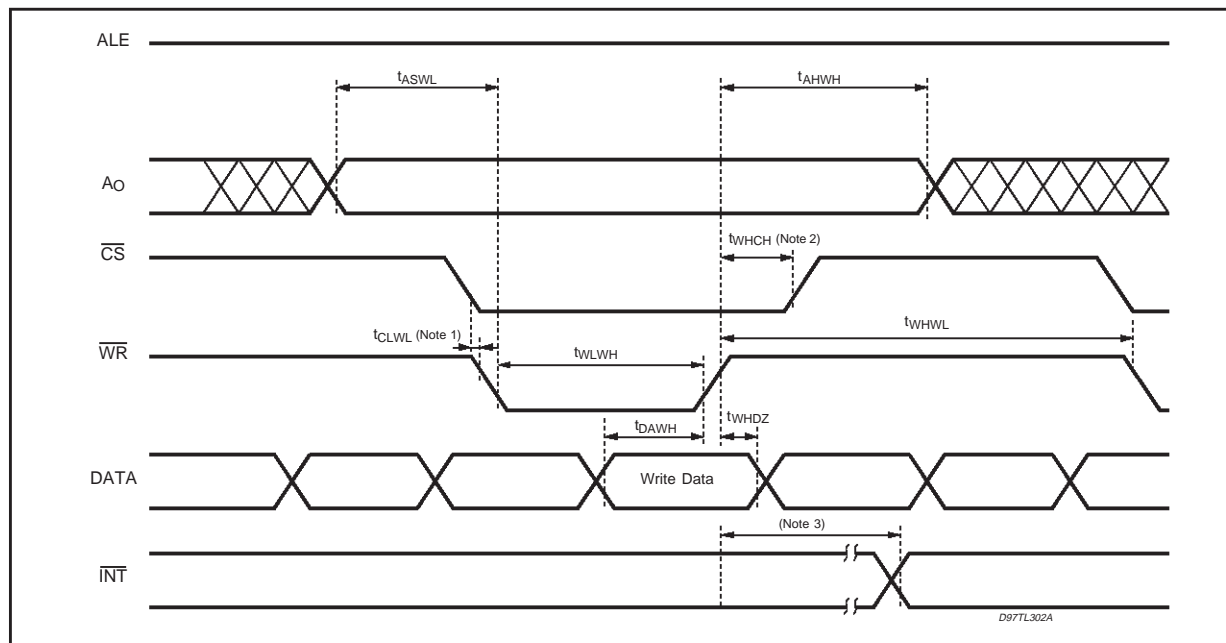 ALE
tASWL
tAHWH
AO
tWHCH (Note 2)
CS
tCLWL (Note 1)
tWHWL
WR
tWLWH
tDAWH
tWHDZ
DATA
Write Data
(Note 3)
INT
D97TL302A